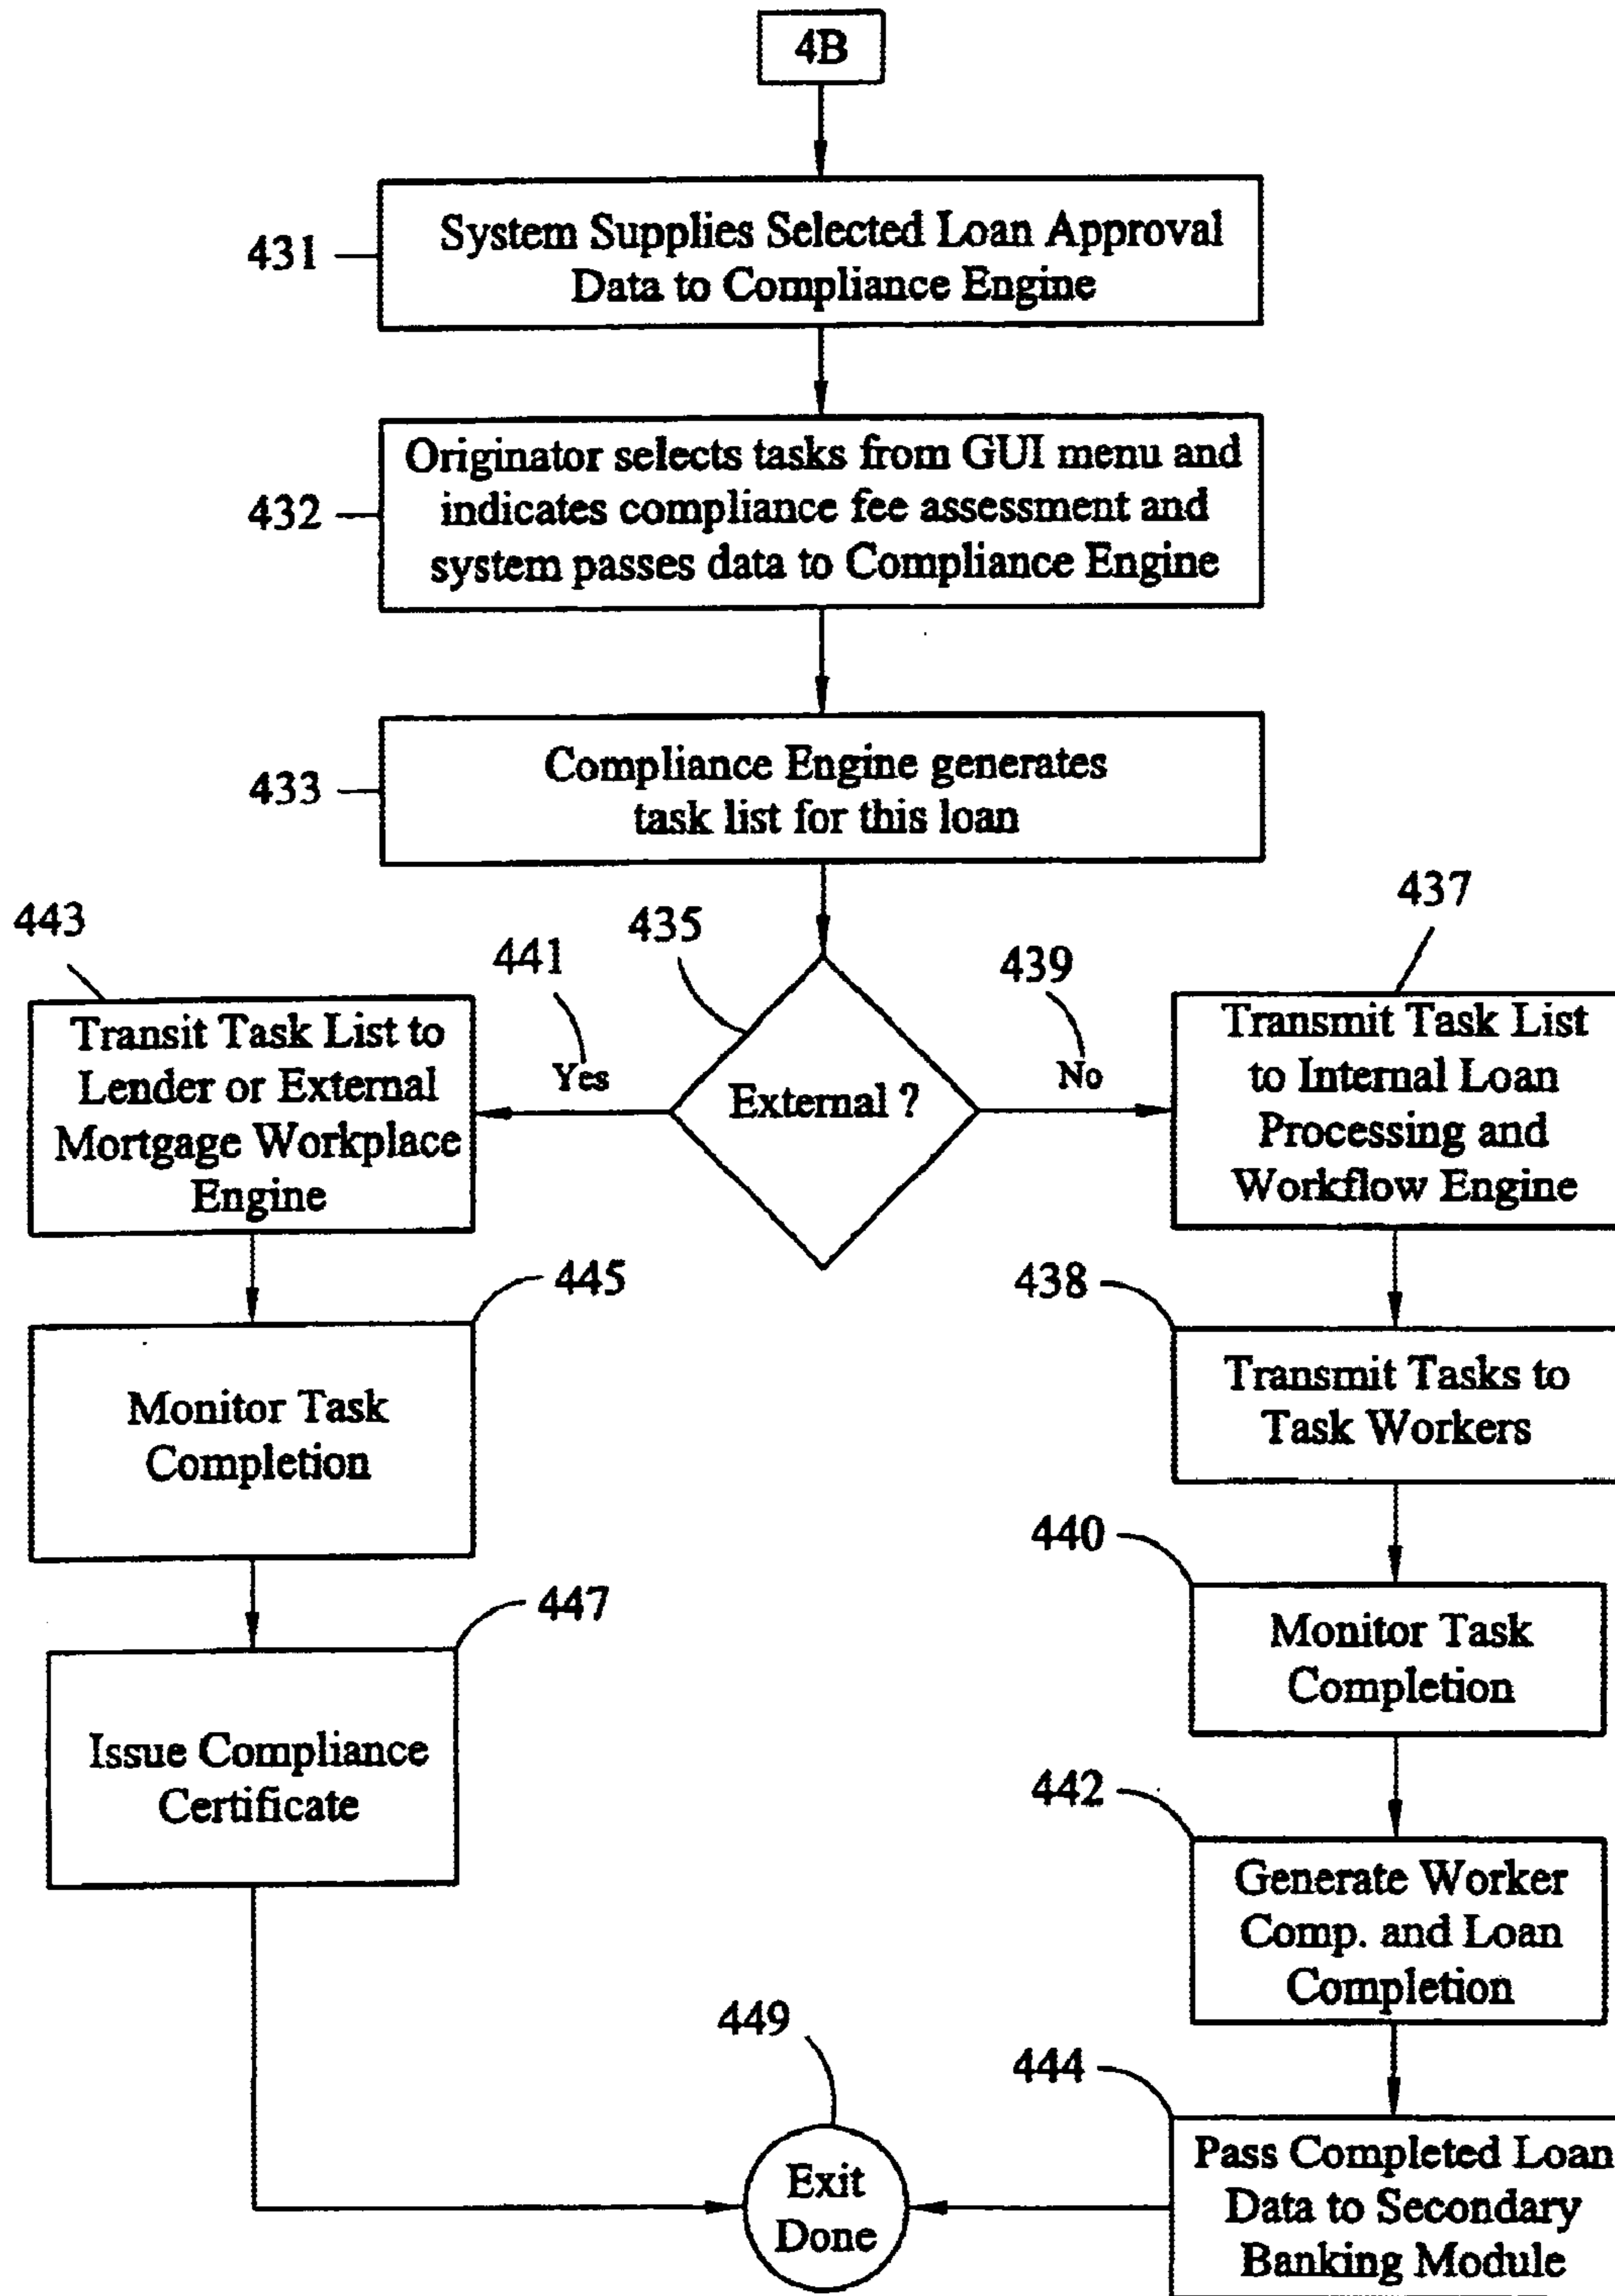 4B
431
System Supplies Selected Loan Approval
Data to Compliance Engine
432
Originator selects tasks from GUI menu and
indicates compliance fee assessment and
system passes data to Compliance Engine
433
Compliance Engine generates
task list for this loan
435
External ?
441
Yes
439
No
443
Transit Task List to
Lender or External
Mortgage Workplace
Engine
445
Monitor Task
Completion
447
Issue Compliance
Certificate
437
Transmit Task List
to Internal Loan
Processing and
Workflow Engine
438
Transmit Tasks to
Task Workers
440
Monitor Task
Completion
442
Generate Worker
Comp. and Loan
Completion
444
Pass Completed Loan
Data to Secondary
Banking Module
449
Exit
Done